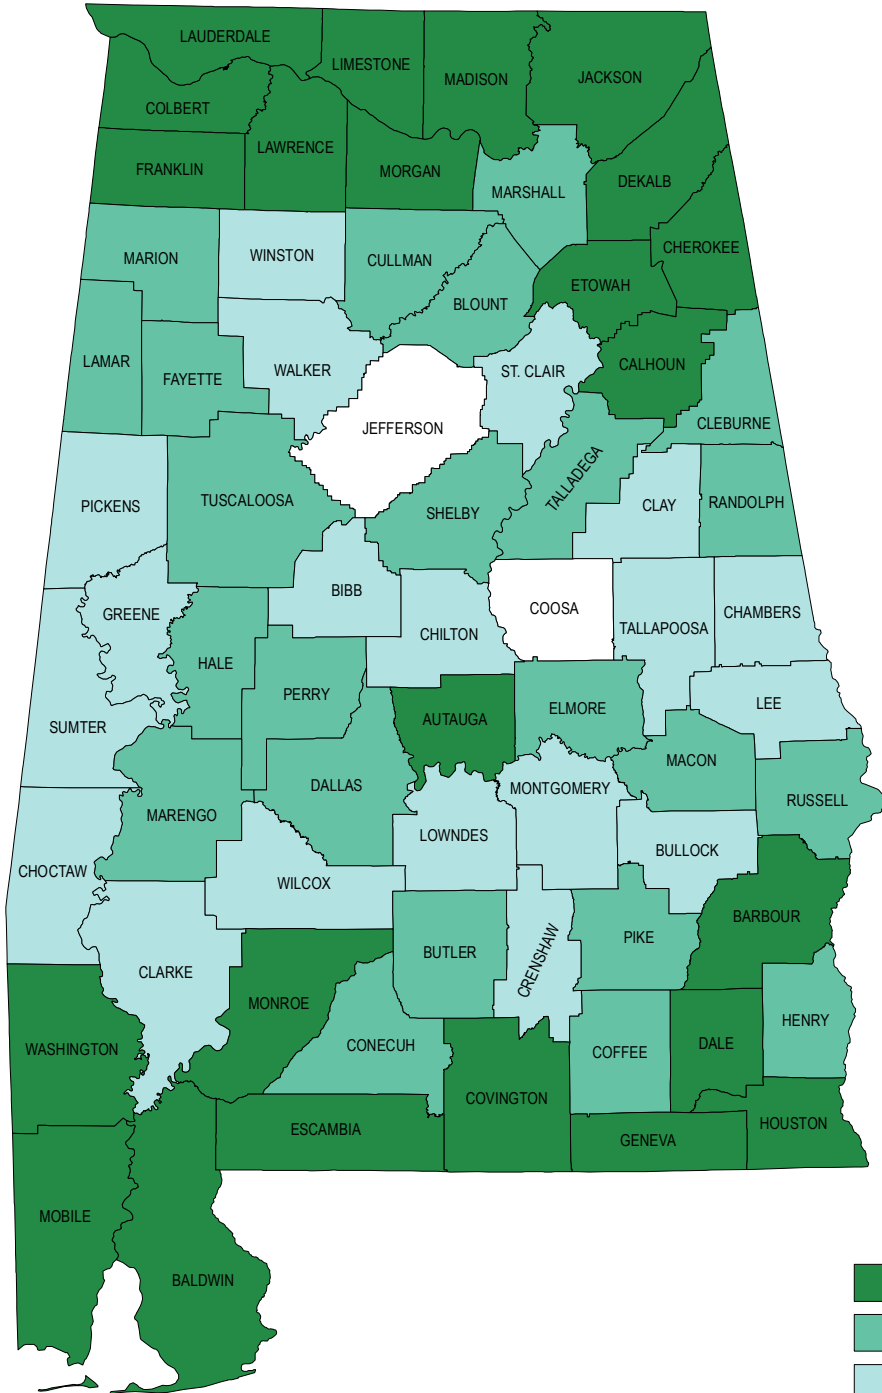 LAUDERDALE
LIMESTONE
MADISON
JACKSON
COLBERT
LAWRENCE
FRANKLIN
MORGAN
MARSHALL
DEKALB
CHEROKEE
MARION
WINSTON
CULLMAN
ETOWAH
BLOUNT
LAMAR
FAYETTE
WALKER
ST. CLAIR
CALHOUN
CLEBURNE
JEFFERSON
TALLADEGA
PICKENS
TUSCALOOSA
SHELBY
CLAY
RANDOLPH
BIBB
GREENE
COOSA
CHAMBERS
TALLAPOOSA
CHILTON
HALE
PERRY
LEE
SUMTER
AUTAUGA
ELMORE
MACON
DALLAS
MONTGOMERY
RUSSELL
MARENGO
LOWNDES
BULLOCK
CHOCTAW
WILCOX
BARBOUR
CLARKE
BUTLER
CRENSHAW
PIKE
MONROE
HENRY
WASHINGTON
CONECUH
COFFEE
DALE
COVINGTON
ESCAMBIA
GENEVA
HOUSTON
MOBILE
BALDWIN